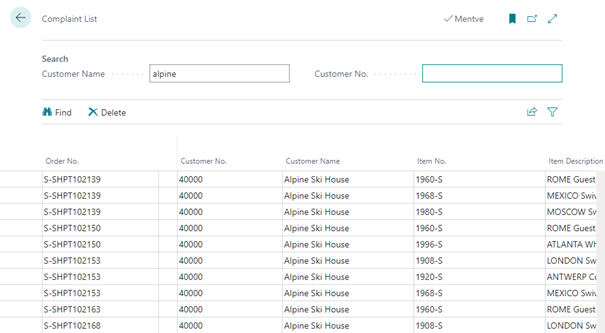 Complaint List
Mentve
Search
Customer Name alpine Customer No.
Find Delete
Order No. Customer No. Customer Name Item No. Item Description
S-SHPT102139 40000 Alpine Ski House 1960-S ROME Guest
S-SHPT102139 40000 Alpine Ski House 1968-S MEXICO Swiv
S-SHPT102139 40000 Alpine Ski House 1980-S MOSCOW Sw
S-SHPT102150 40000 Alpine Ski House 1960-S ROME Guest
S-SHPT102150 40000 Alpine Ski House 1996-S ATLANTA Wh
S-SHPT102153 40000 Alpine Ski House 1908-S LONDON Sw
S-SHPT102153 40000 Alpine Ski House 1920-S ANTWERP Co
S-SHPT102153 40000 Alpine Ski House 1968-S MEXICO Swiv
S-SHPT102163 40000 Alpine Ski House 1960-S ROME Guest
S-SHPT102168 40000 Alpine Ski House 1908-S LONDON Sw